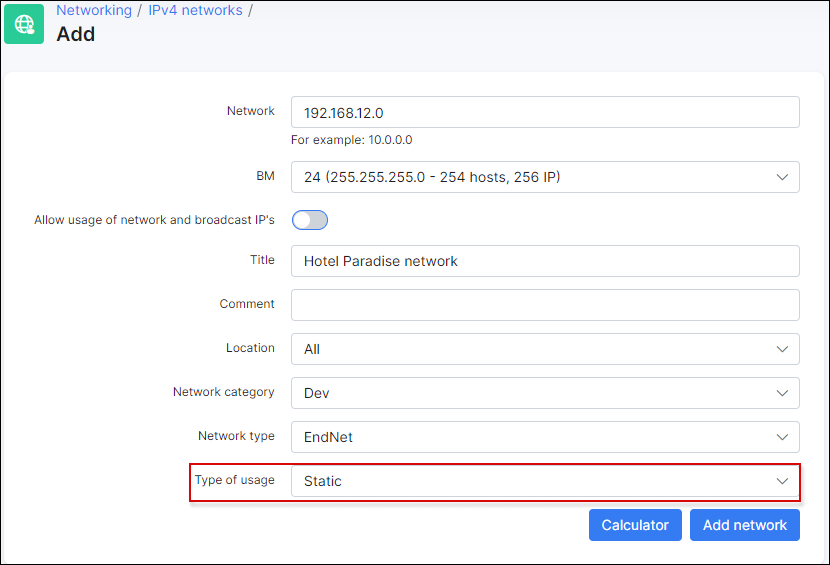 Networking / IPv4 networks /
Add
Network 192.168.12.0
For example: 10.0.0.0
BM 24 (255.255.255.0 - 254 hosts, 256 IP)
Allow usage of network and broadcast IP's
Title Hotel Paradise network
Comment
Location All
Network category Dev
Network type EndNet
Type of usage Static
Calculator Add network